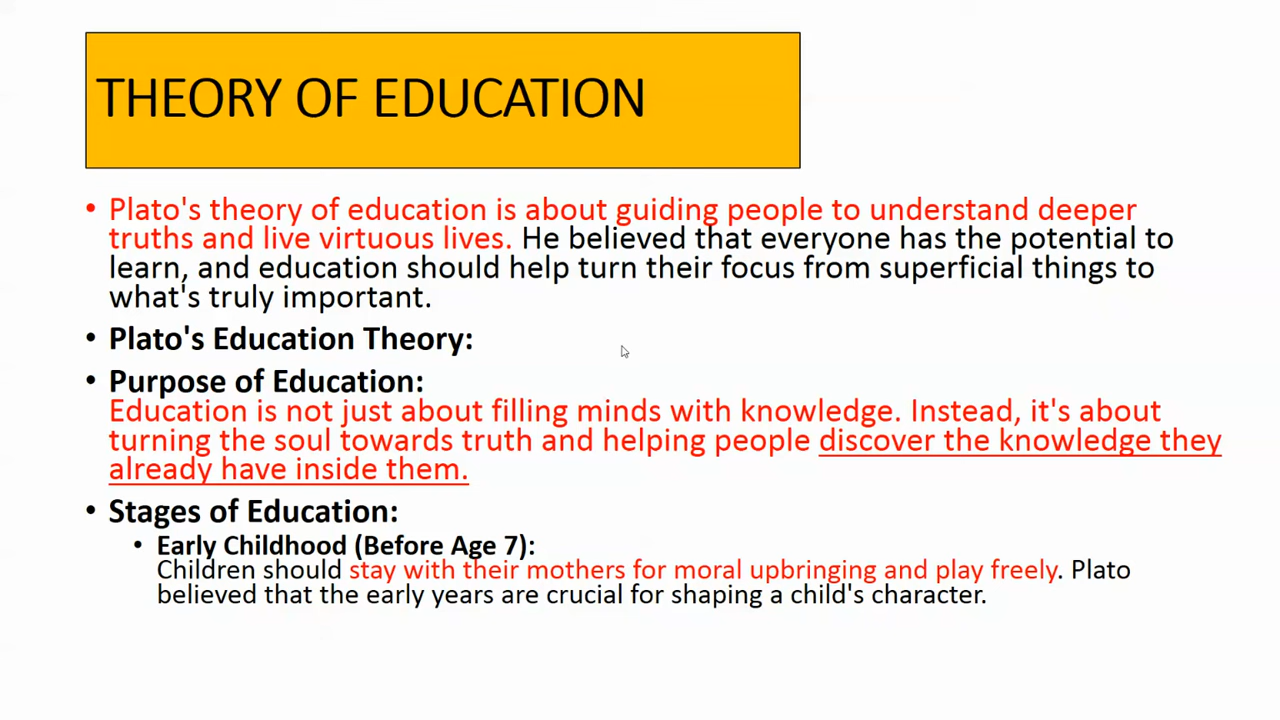 THEORY OF EDUCATION
• Plato's theory of education is about guiding people to understand deeper
truths and live virtuous lives. He believed that everyone has the potential to
learn, and education should help turn their focus from superficial things to
what's truly important.
• Plato's Education Theory:
• Purpose of Education:
Education is not just about filling minds with knowledge. Instead, it's about
turning the soul towards truth and helping people discover the knowledge they
already have inside them.
• Stages of Education:
• Early Childhood (Before Age 7):
Children should stay with their mothers for moral upbringing and play freely. Plato
believed that the early years are crucial for shaping a child's character.